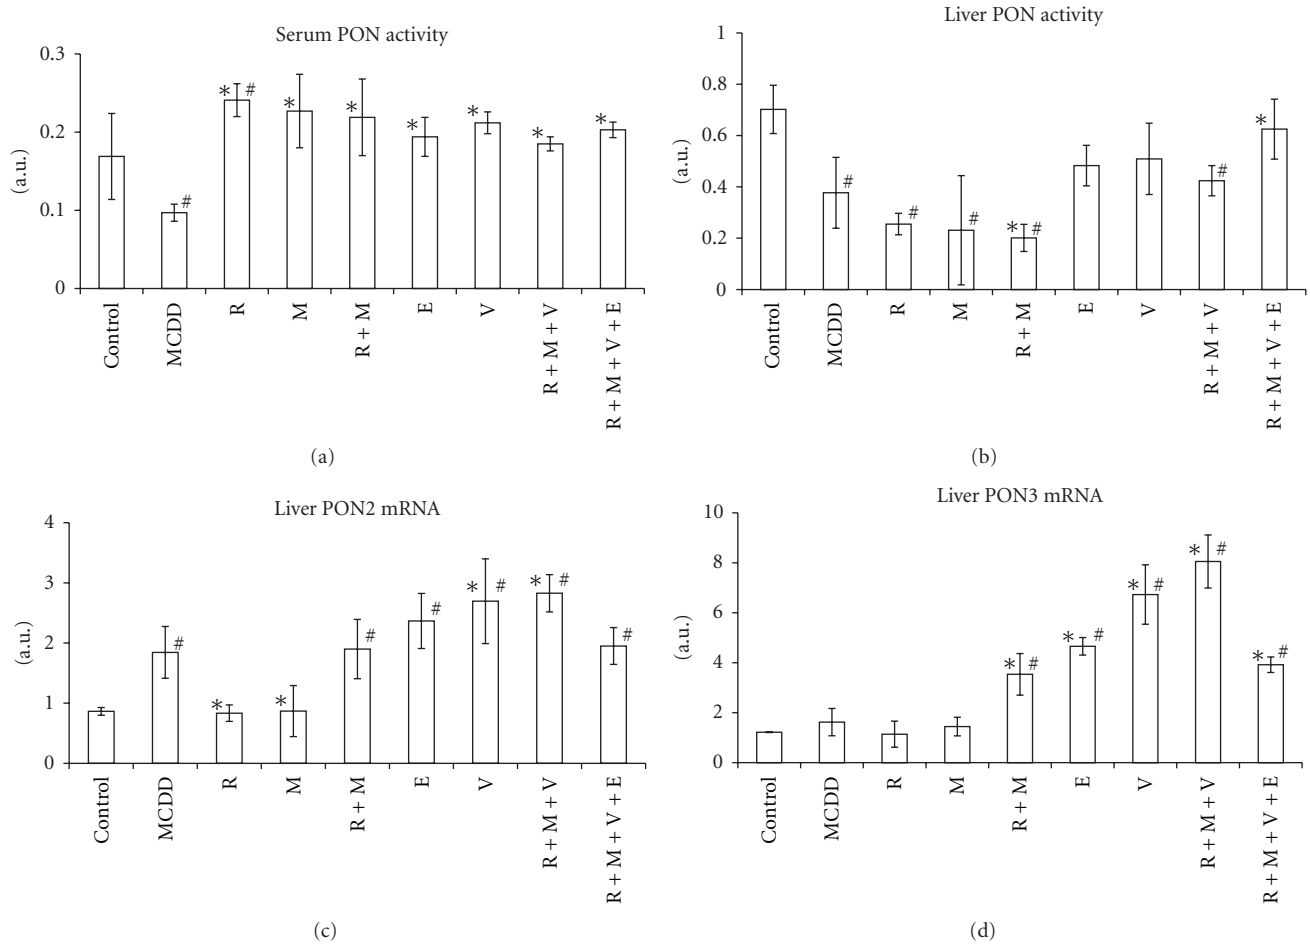 Serum PON activity
0.3
0.2
0.1
0
(a.u.)
* #
*
*
*
*
*
*
#
Control
MCDD
R
M
R + M
E
V
R + M + V
R + M + V + E
(a)
Liver PON activity
1
0.8
0.6
0.4
0.2
0
(a.u.)
#
#
#
* #
#
*
Control
MCDD
R
M
R + M
E
V
R + M + V
R + M + V + E
(b)
Liver PON2 mRNA
4
3
2
1
0
(a.u.)
#
*
*
#
#
* #
* #
#
Control
MCDD
R
M
R + M
E
V
R + M + V
R + M + V + E
(c)
Liver PON3 mRNA
10
8
6
4
2
0
(a.u.)
* #
* #
* #
* #
* #
Control
MCDD
R
M
R + M
E
V
R + M + V
R + M + V + E
(d)